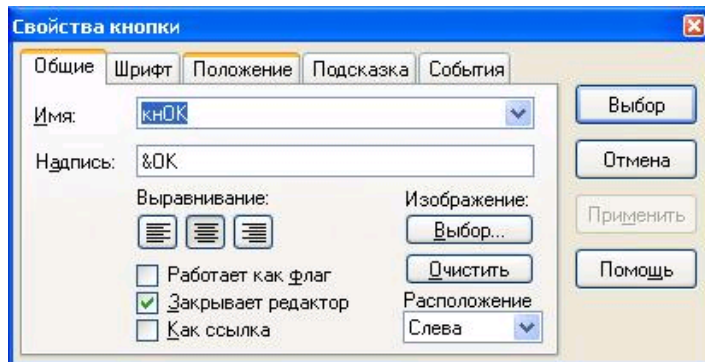 Свойства кнопки
Общие Шрифт Положение Подсказка События
Имя: кнОК
Надпись: &ОК
Выравнивание: Изображение:
Выбор...
Работает как флаг Очистить
Закрывает редактор Расположение
Как ссылка Слева
Выбор
Отмена
Применить
Помощь